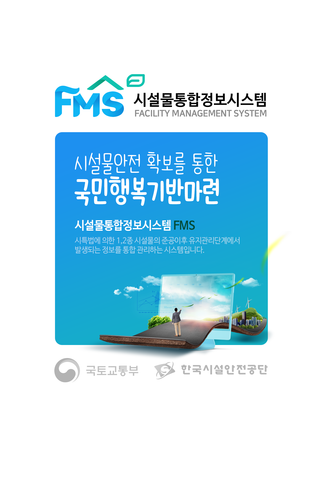 FMS 시설물통합정보시스템
FACILITY MANAGEMENT SYSTEM
시설물안전 확보를 통한
국민행복기반마련
시설물통합정보시스템 FMS
시특법에 의한 1,2종 시설물의 준공이후 유지관리단계에서
발생되는 정보를 통합 관리하는 시스템입니다.
국토교통부 한국시설안전공단